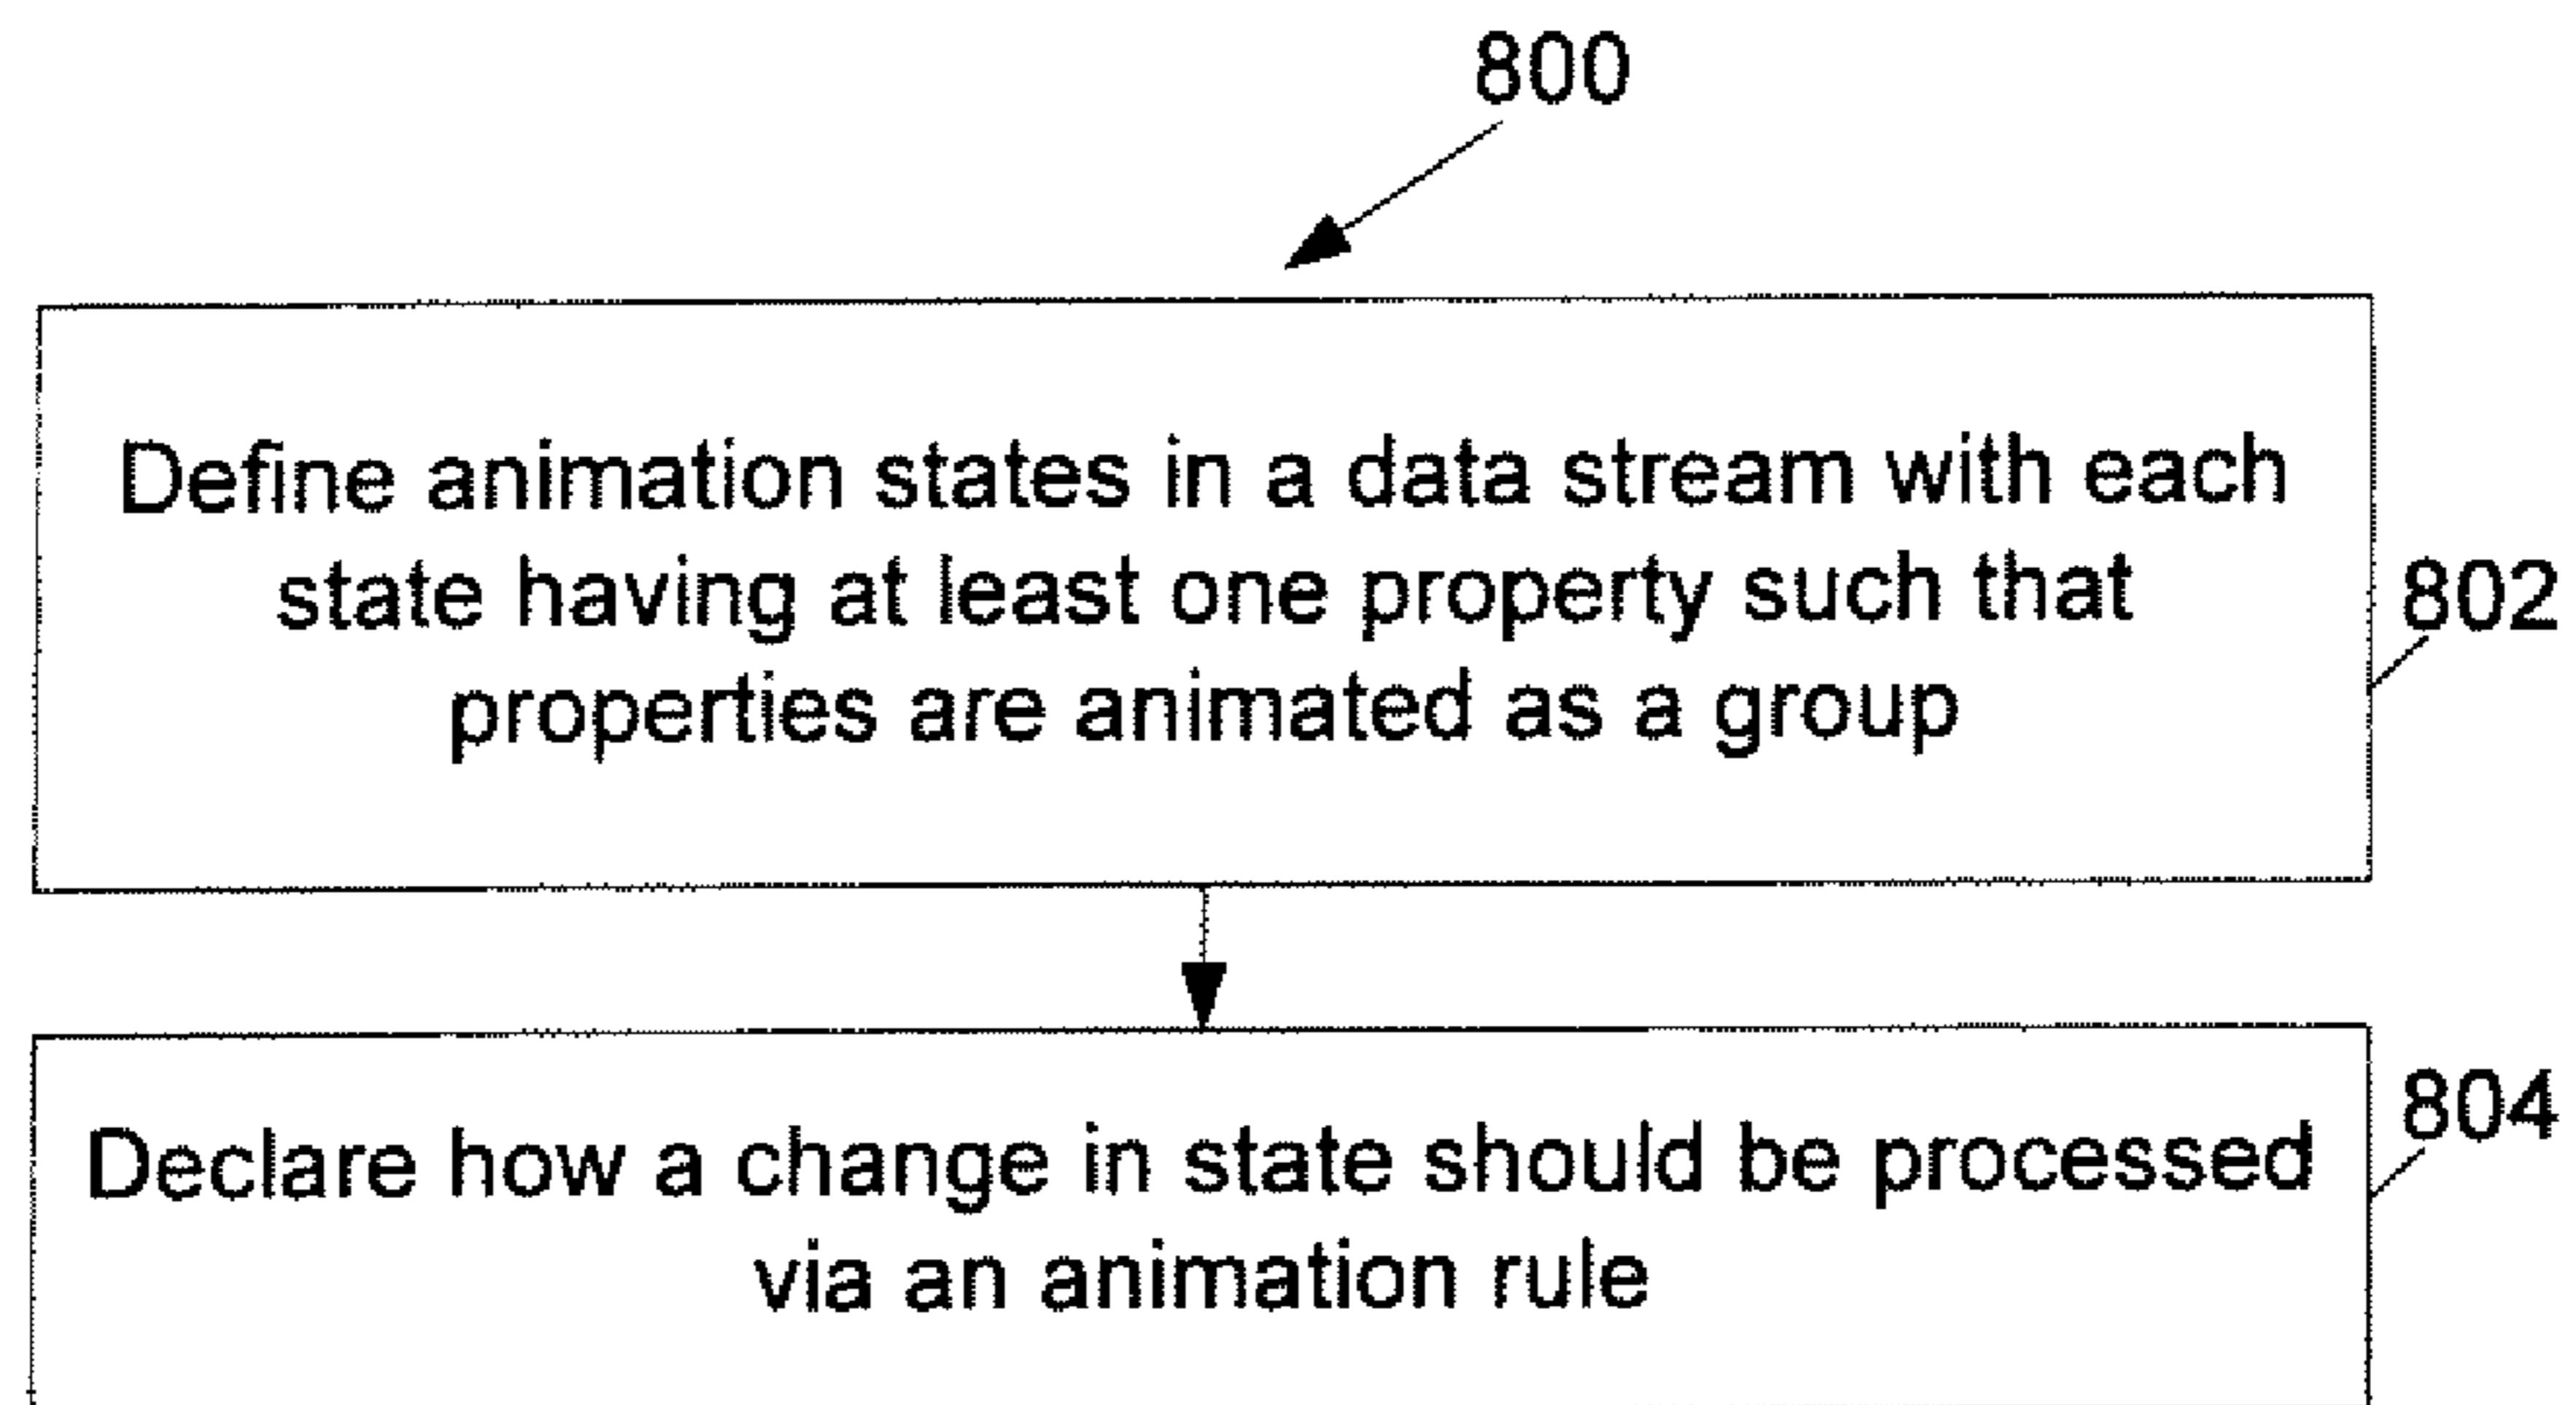 800
Define animation states in a data stream with each
state having at least one property such that
properties are animated as a group
802
Declare how a change in state should be processed
via an animation rule
804